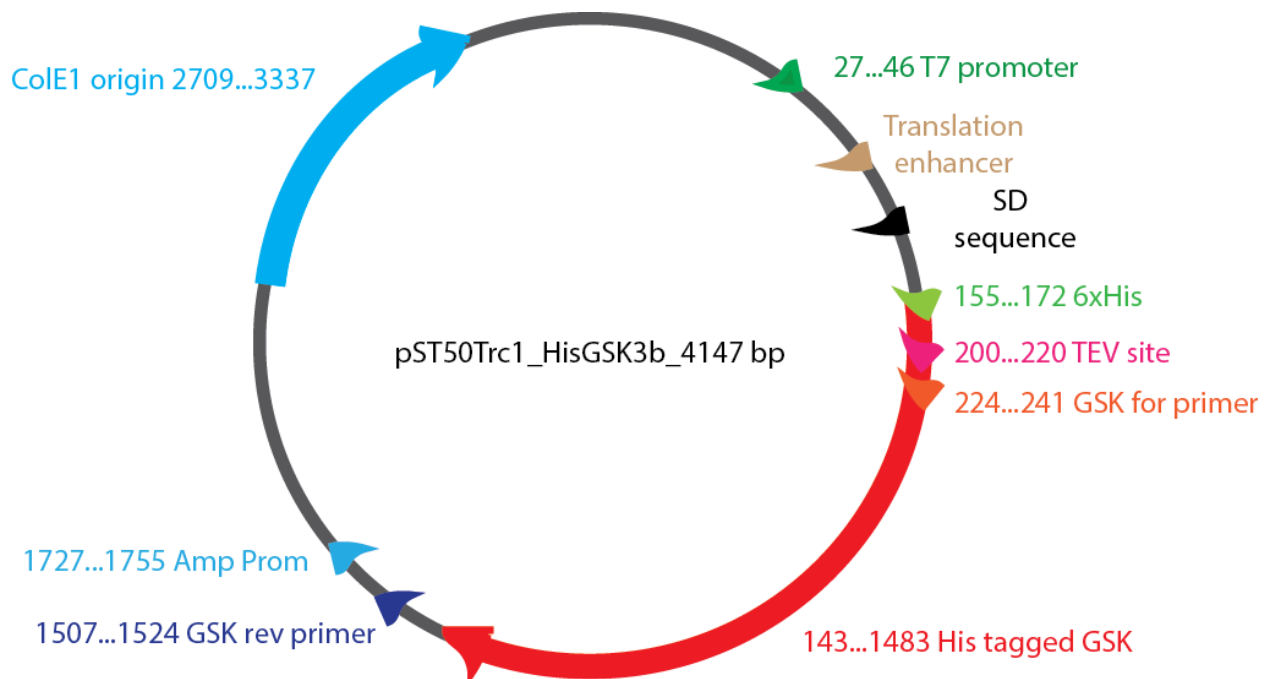 ColE1 origin 2709...3337
27...46 T7 promoter
Translation
enhancer
SD
sequence
155...172 6xHis
pST50Trc1_HisGSK3b_4147 bp
200...220 TEV site
224...241 GSK for primer
1727...1755 Amp Prom
1507...1524 GSK rev primer
143...1483 His tagged GSK